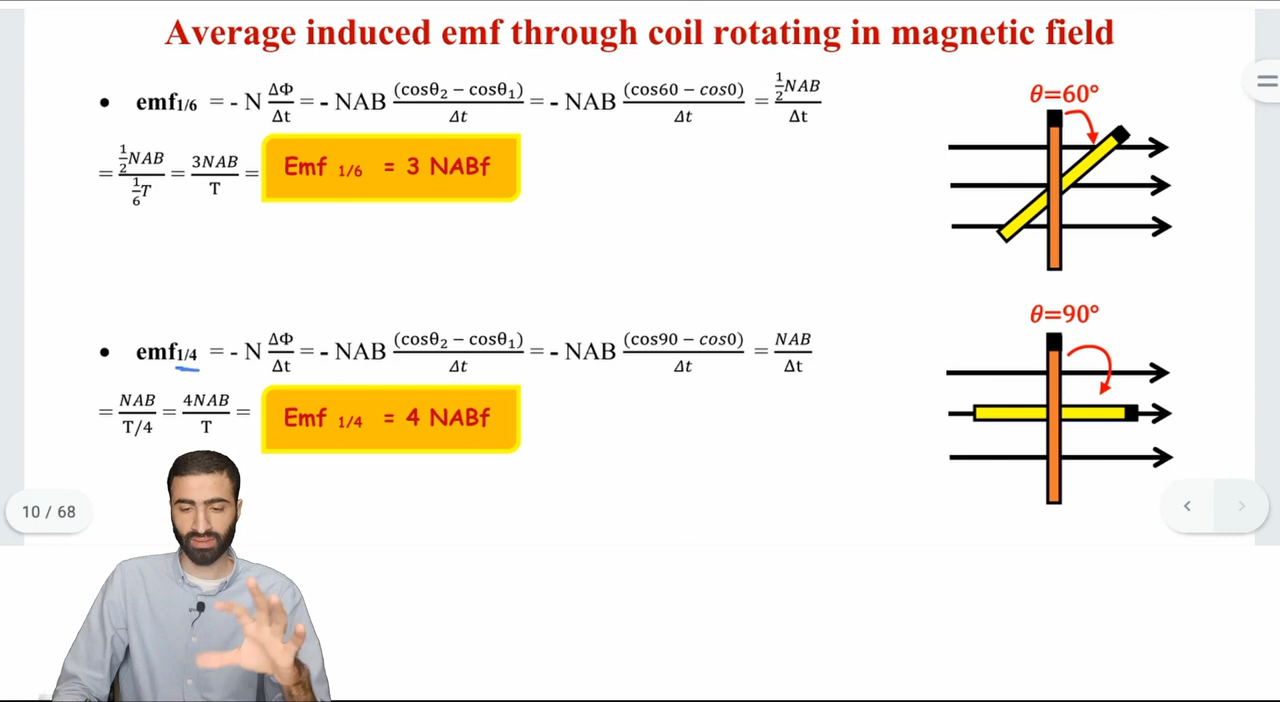 Average induced emf through coil rotating in magnetic field
• emf1/6 = - N ΔΦ/Δt = - NAB (cosθ2 − cosθ1)/Δt = - NAB (cos60 − cos0)/Δt = ½NAB/Δt
θ=60°
= ½NAB/(1/6)T = 3NAB/T = Emf 1/6 = 3 NABf
• emf1/4 = - N ΔΦ/Δt = - NAB (cosθ2 − cosθ1)/Δt = - NAB (cos90 − cos0)/Δt = NAB/Δt
θ=90°
= NAB/T/4 = 4NAB/T = Emf 1/4 = 4 NABf
10 / 68